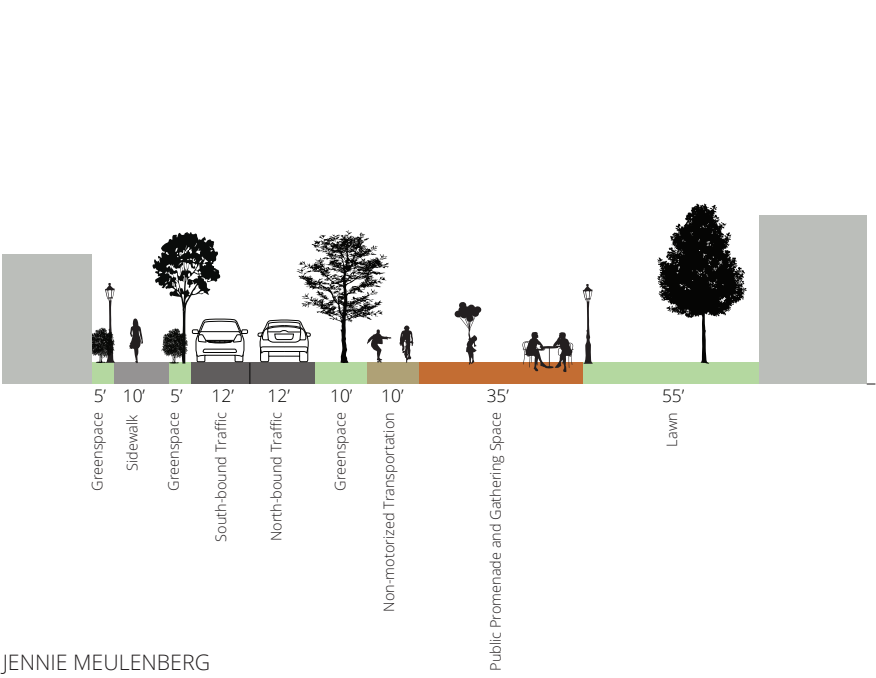 5’ 10’ 5’ 12’ 12’ 10’ 10’ 35’ 55’
Greenspace
Sidewalk
Greenspace
South-bound Traffic
North-bound Traffic
Greenspace
Non-motorized Transportation
Public Promenade and Gathering Space
Lawn
JENNIE MEULENBERG